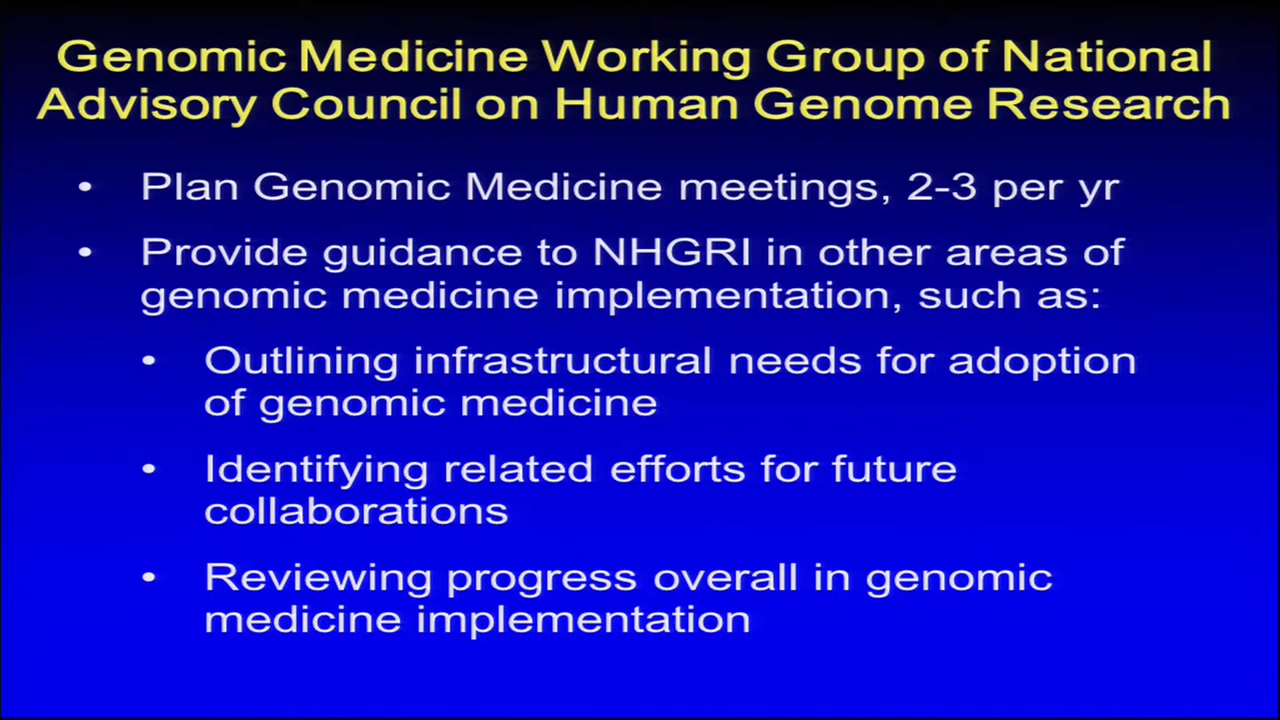 Genomic Medicine Working Group of National
Advisory Council on Human Genome Research
• Plan Genomic Medicine meetings, 2-3 per yr
• Provide guidance to NHGRI in other areas of
genomic medicine implementation, such as:
• Outlining infrastructural needs for adoption
of genomic medicine
• Identifying related efforts for future
collaborations
• Reviewing progress overall in genomic
medicine implementation